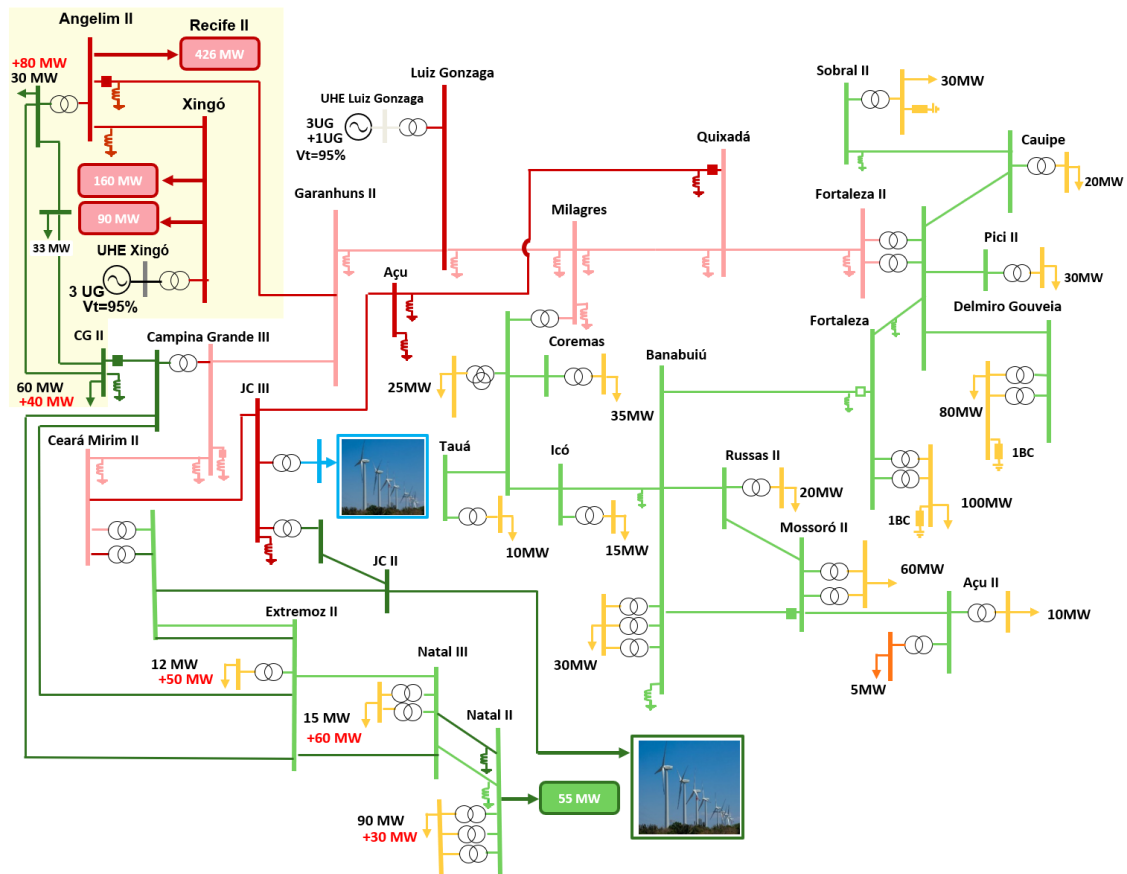 Angelim II
Recife II
426 MW
+80 MW
30 MW
Xingó
160 MW
90 MW
33 MW
UHE Xingó
3 UG
Vt=95%
CG II
60 MW
+40 MW
Campina Grande III
Garanhuns II
Luiz Gonzaga
UHE Luiz Gonzaga
3UG
+1UG
Vt=95%
Milagres
Quixadá
Açu
Sobral II
30MW
Cauipe
20MW
Fortaleza II
Pici II
30MW
Delmiro Gouveia
Fortaleza
80MW
1BC
100MW
1BC
Coremas
25MW
35MW
Banabuiú
JC III
Ceará Mirim II
Tauá
10MW
Icó
15MW
Russas II
20MW
Mossoró II
60MW
Açu II
10MW
5MW
30MW
JC II
Extremoz II
12 MW
+50 MW
Natal III
15 MW
+60 MW
Natal II
55 MW
90 MW
+30 MW